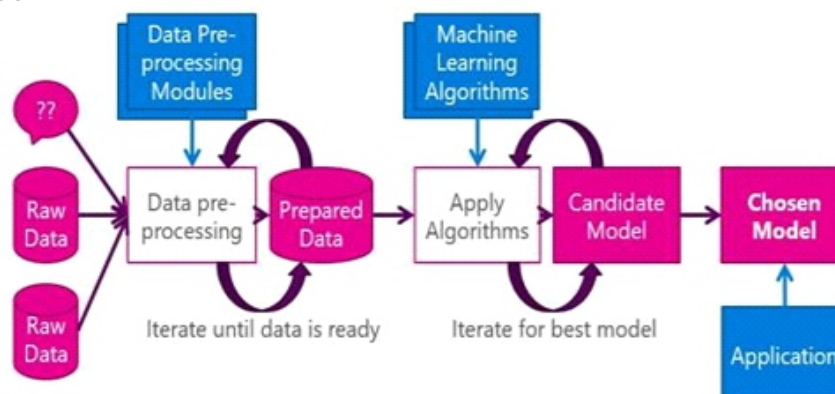 Data Pre-
processing
Modules
Machine
Learning
Algorithms
??
Raw
Data
Data pre-
processing
Prepared
Data
Apply
Algorithms
Candidate
Model
Chosen
Model
Raw
Data
Iterate until data is ready
Iterate for best model
Application